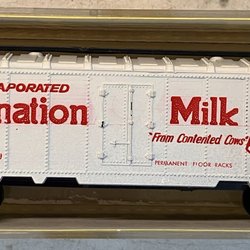 APORATED
nation Milk
"From Contented Cows"
PERMANENT FLOOR RACKS